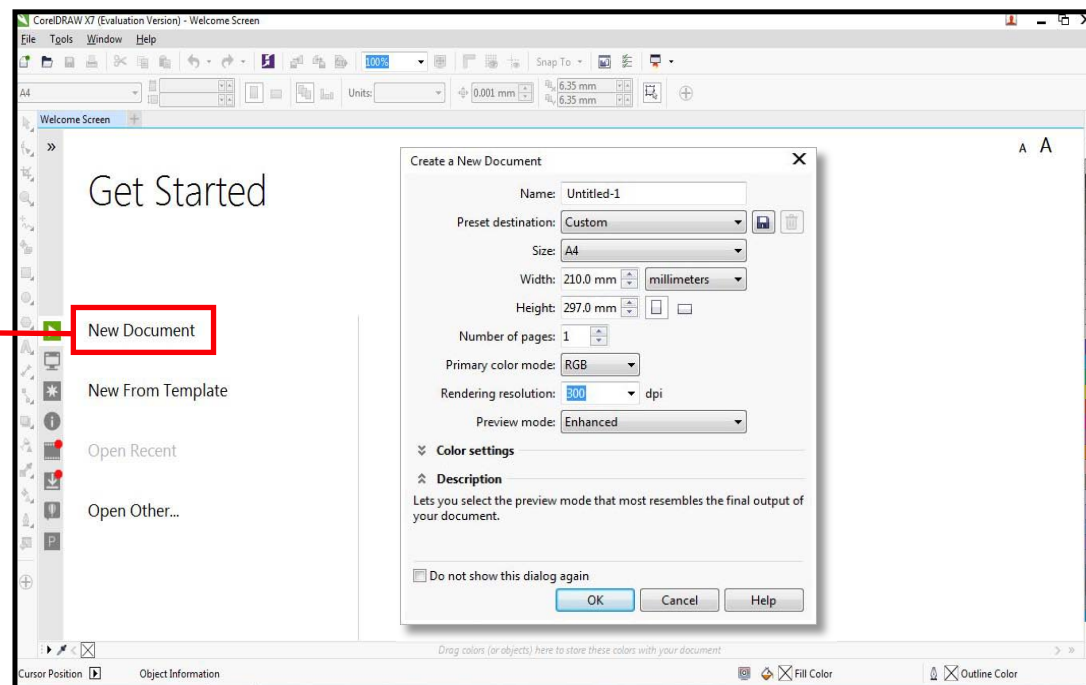 CorelDRAW X7 (Evaluation Version) - Welcome Screen
File Tools Window Help
100% Snap To
A4 Units: 0.001 mm 6.35 mm
6.35 mm
Welcome Screen
A A
Get Started
New Document
New From Template
Open Recent
Open Other...
Create a New Document
Name: Untitled-1
Preset destination: Custom
Size: A4
Width: 210.0 mm millimeters
Height: 297.0 mm
Number of pages: 1
Primary color mode: RGB
Rendering resolution: 300 dpi
Preview mode: Enhanced
Color settings
Description
Lets you select the preview mode that most resembles the final output of
your document.
Do not show this dialog again
OK Cancel Help
Drag colors (or objects) here to store these colors with your document
Cursor Position Object Information Fill Color Outline Color